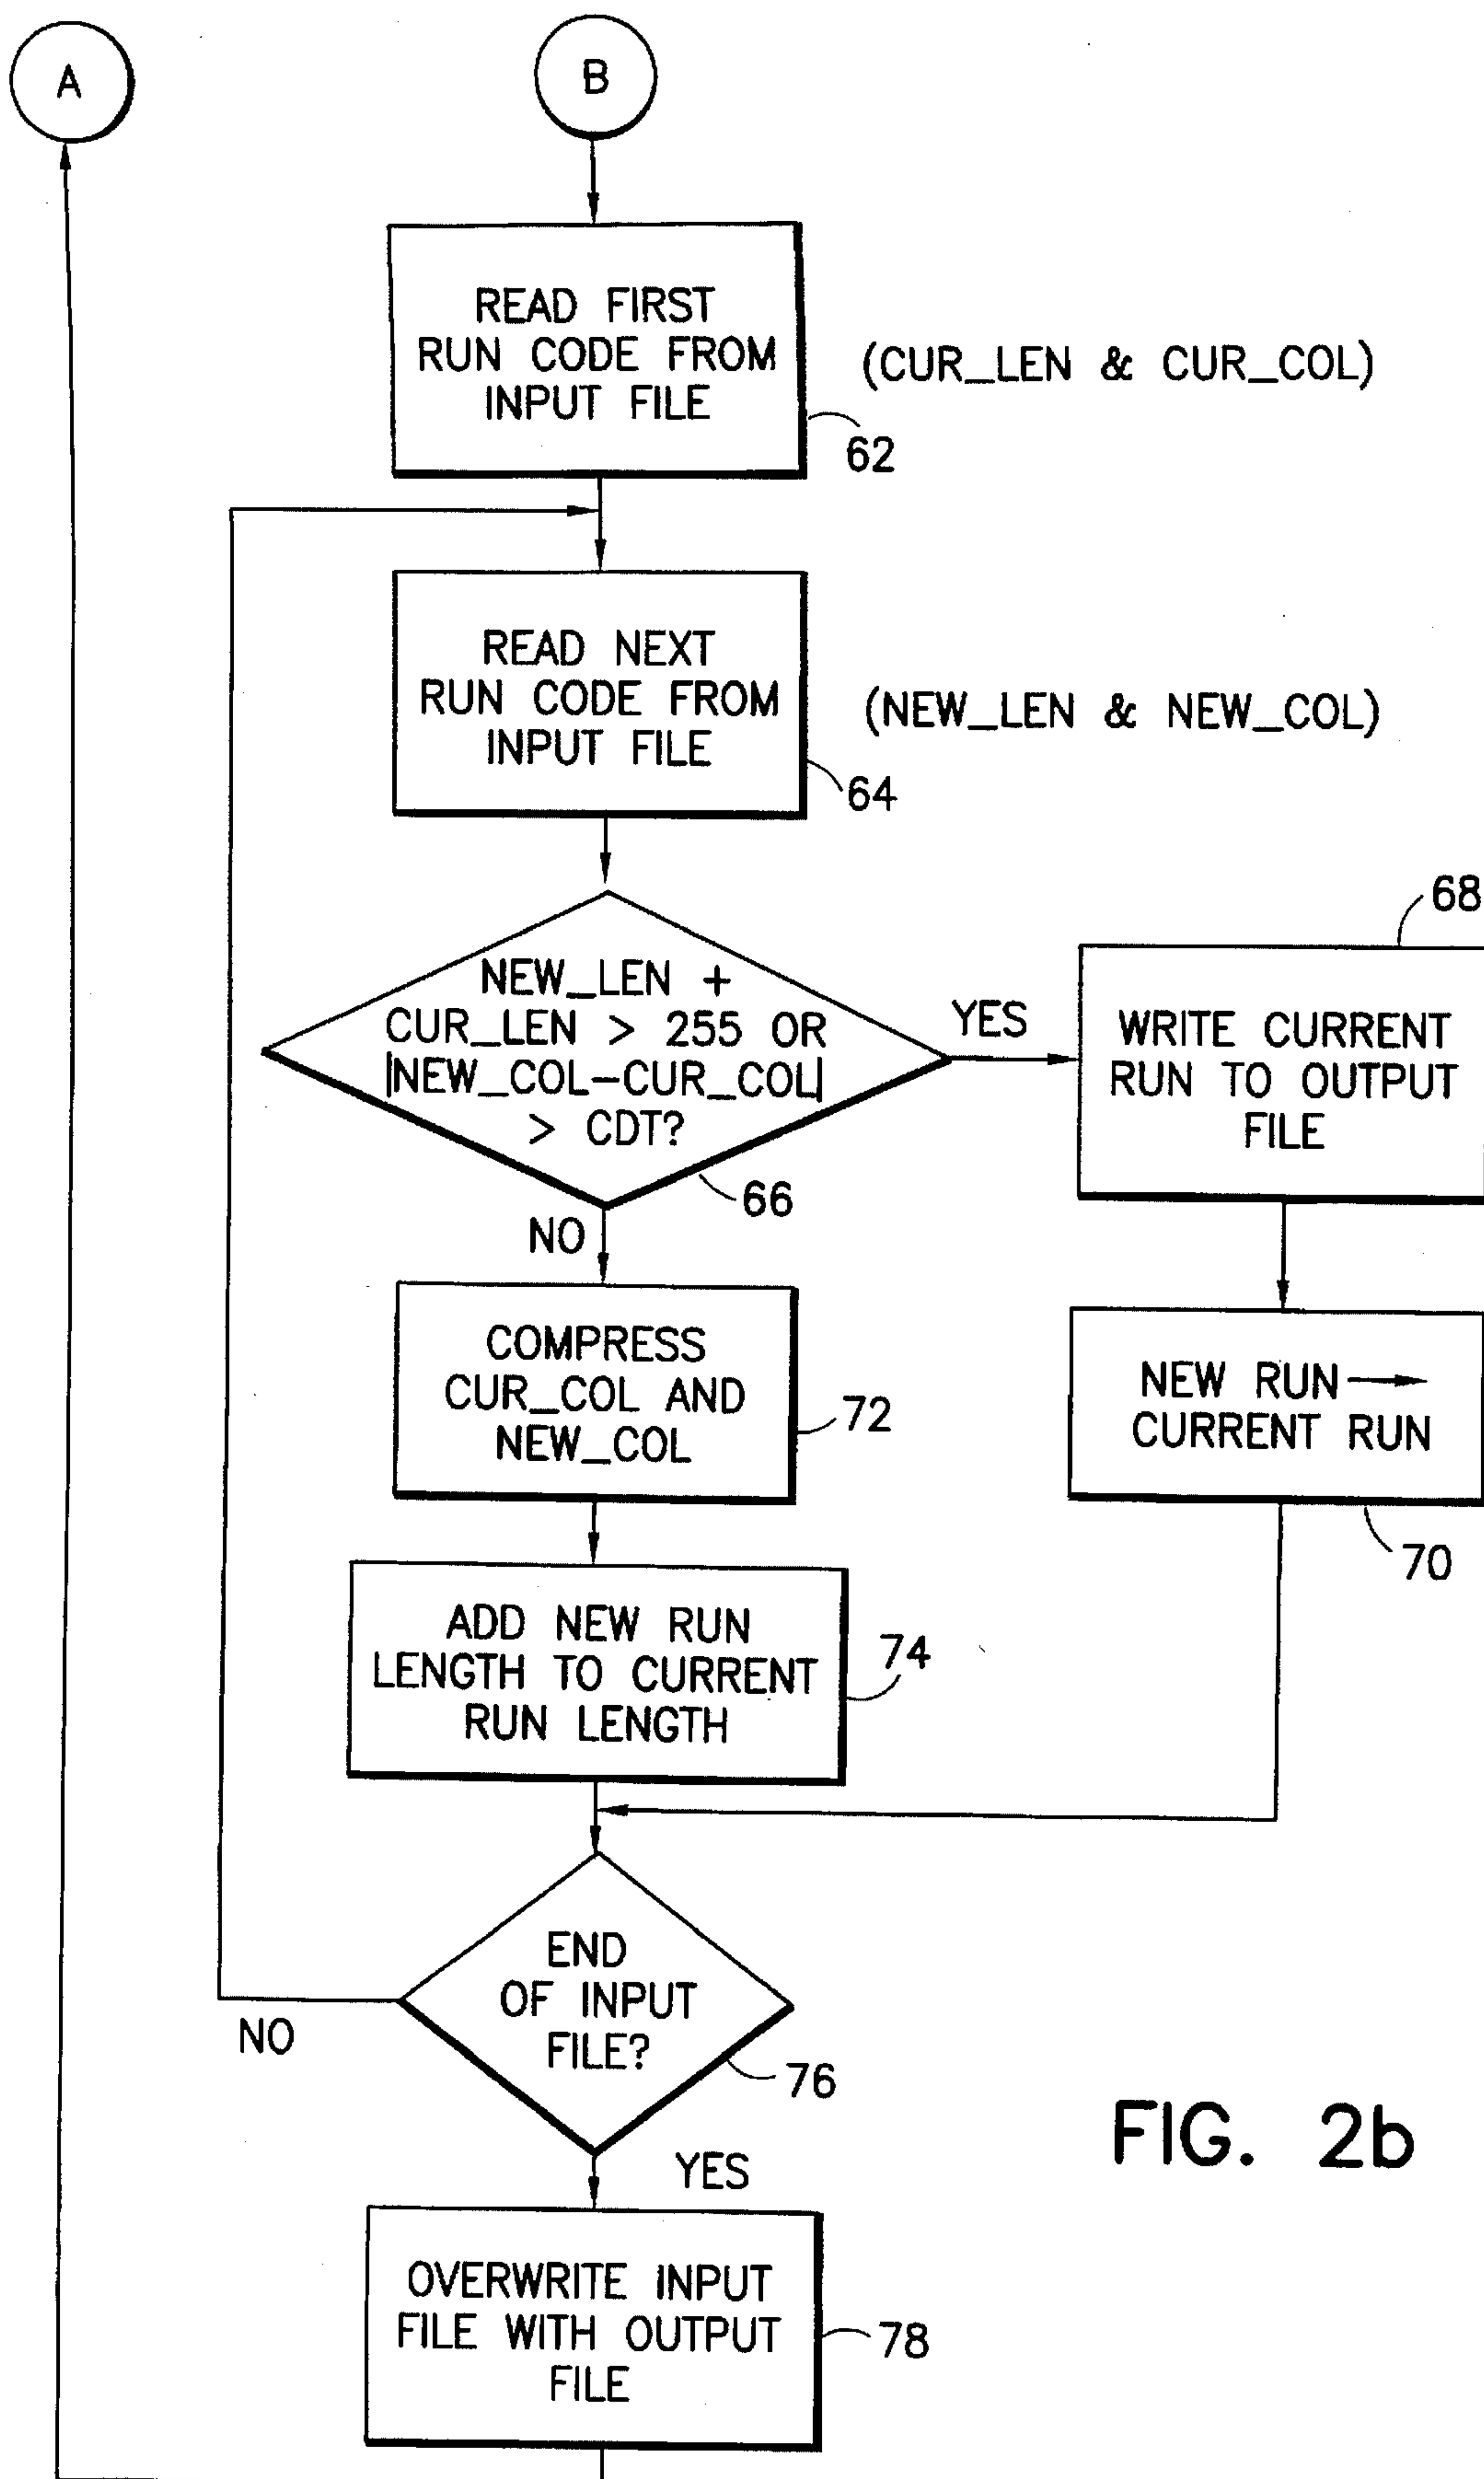 A
B
READ FIRST
RUN CODE FROM
INPUT FILE
(CUR_LEN & CUR_COL)
62
READ NEXT
RUN CODE FROM
INPUT FILE
(NEW_LEN & NEW_COL)
64
NEW_LEN +
CUR_LEN > 255 OR
|NEW_COL-CUR_COL|
> CDT?
66
YES
68
WRITE CURRENT
RUN TO OUTPUT
FILE
NO
COMPRESS
CUR_COL AND
NEW_COL
72
NEW RUN →
CURRENT RUN
70
ADD NEW RUN
LENGTH TO CURRENT
RUN LENGTH
74
END
OF INPUT
FILE?
76
NO
YES
OVERWRITE INPUT
FILE WITH OUTPUT
FILE
78
FIG. 2b